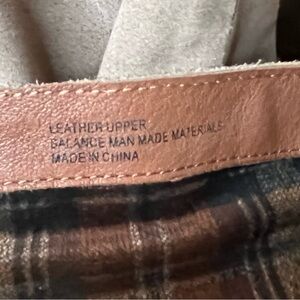 LEATHER UPPER
BALANCE MAN MADE MATERIALS
MADE IN CHINA